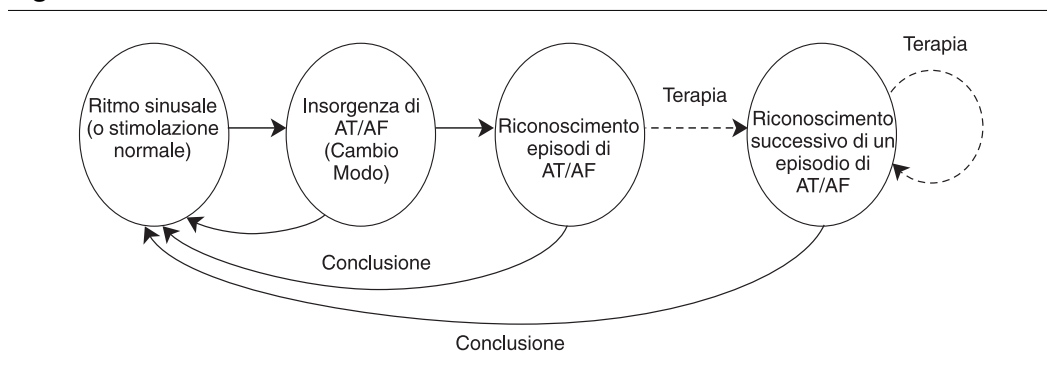 Ritmo sinusale
(o stimolazione
normale)
Insorgenza di
AT/AF
(Cambio
Modo)
Riconoscimento
episodi di
AT/AF
Terapia
Riconoscimento
successivo di un
episodio di
AT/AF
Terapia
Conclusione
Conclusione